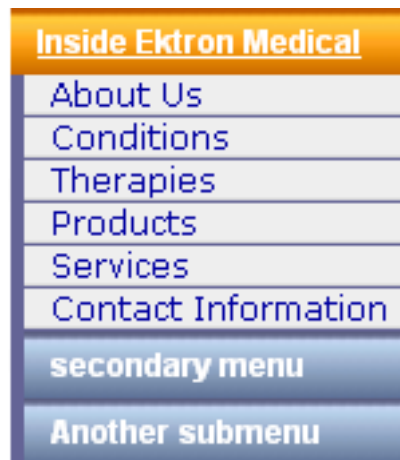 Inside Ektron Medical
About Us
Conditions
Therapies
Products
Services
Contact Information
secondary menu
Another submenu